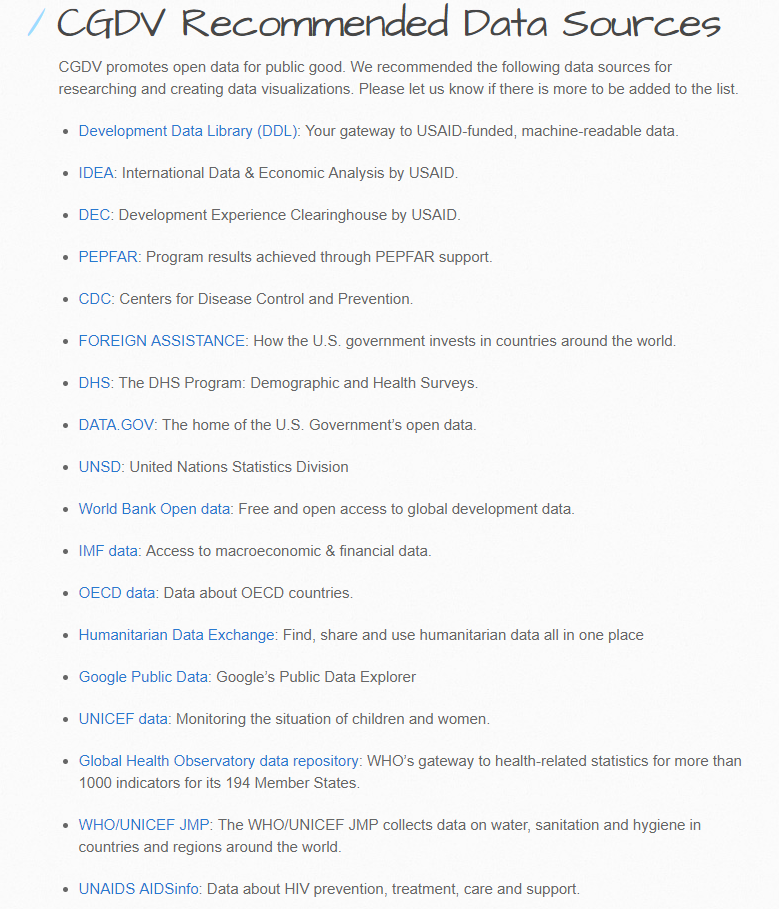 / CGDV Recommended Data Sources
CGDV promotes open data for public good. We recommended the following data sources for
researching and creating data visualizations. Please let us know if there is more to be added to the list.
• Development Data Library (DDL): Your gateway to USAID-funded, machine-readable data.
• IDEA: International Data & Economic Analysis by USAID.
• DEC: Development Experience Clearinghouse by USAID.
• PEPFAR: Program results achieved through PEPFAR support.
• CDC: Centers for Disease Control and Prevention.
• FOREIGN ASSISTANCE: How the U.S. government invests in countries around the world.
• DHS: The DHS Program: Demographic and Health Surveys.
• DATA.GOV: The home of the U.S. Government’s open data.
• UNSD: United Nations Statistics Division
• World Bank Open data: Free and open access to global development data.
• IMF data: Access to macroeconomic & financial data.
• OECD data: Data about OECD countries.
• Humanitarian Data Exchange: Find, share and use humanitarian data all in one place
• Google Public Data: Google’s Public Data Explorer
• UNICEF data: Monitoring the situation of children and women.
• Global Health Observatory data repository: WHO’s gateway to health-related statistics for more than
1000 indicators for its 194 Member States.
• WHO/UNICEF JMP: The WHO/UNICEF JMP collects data on water, sanitation and hygiene in
countries and regions around the world.
• UNAIDS AIDSinfo: Data about HIV prevention, treatment, care and support.